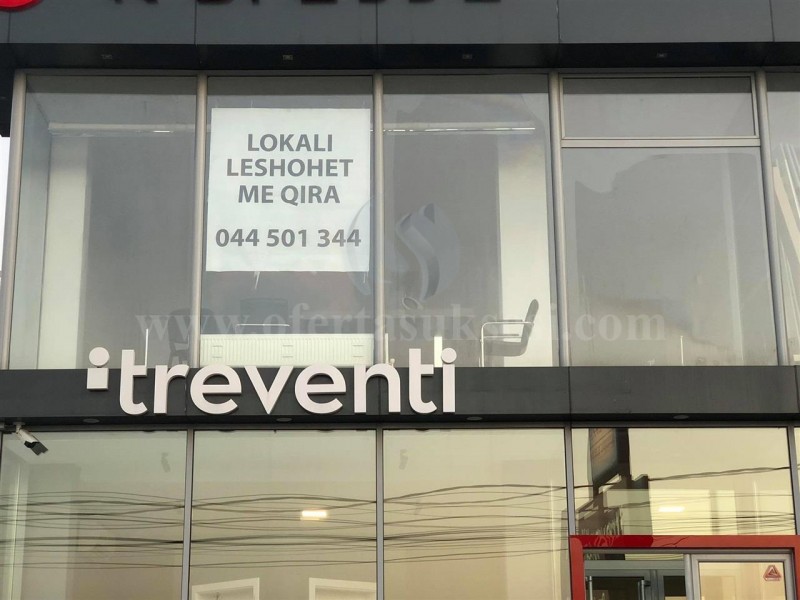 LOKALI
LESHOHET
ME QIRA
044 501 344
www.ofertasuksesi.com
treventi